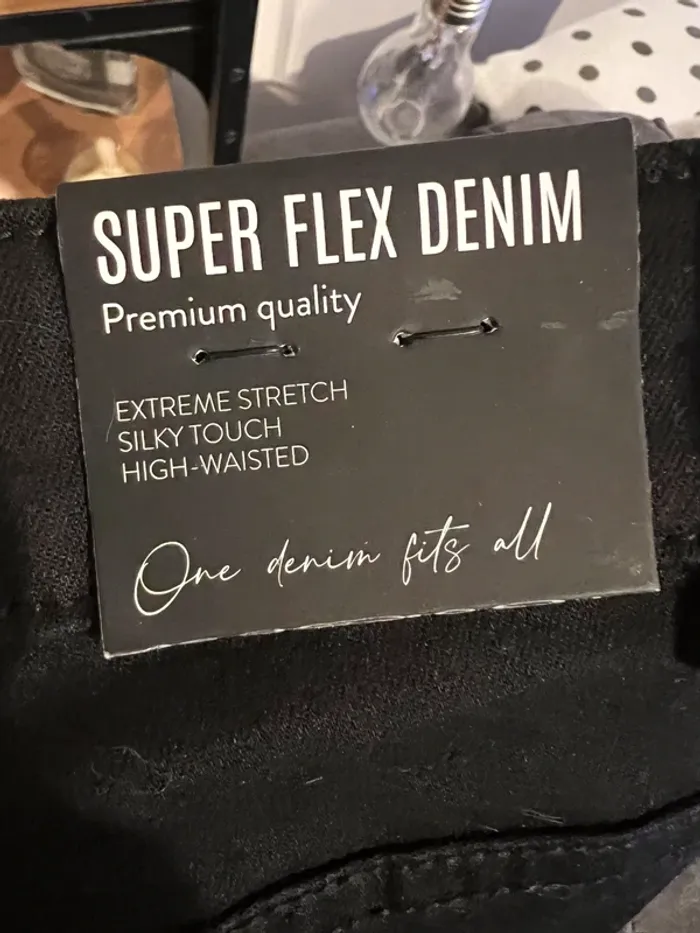 SUPER FLEX DENIM
Premium quality
EXTREME STRETCH
SILKY TOUCH
HIGH-WAISTED
One denim fits all